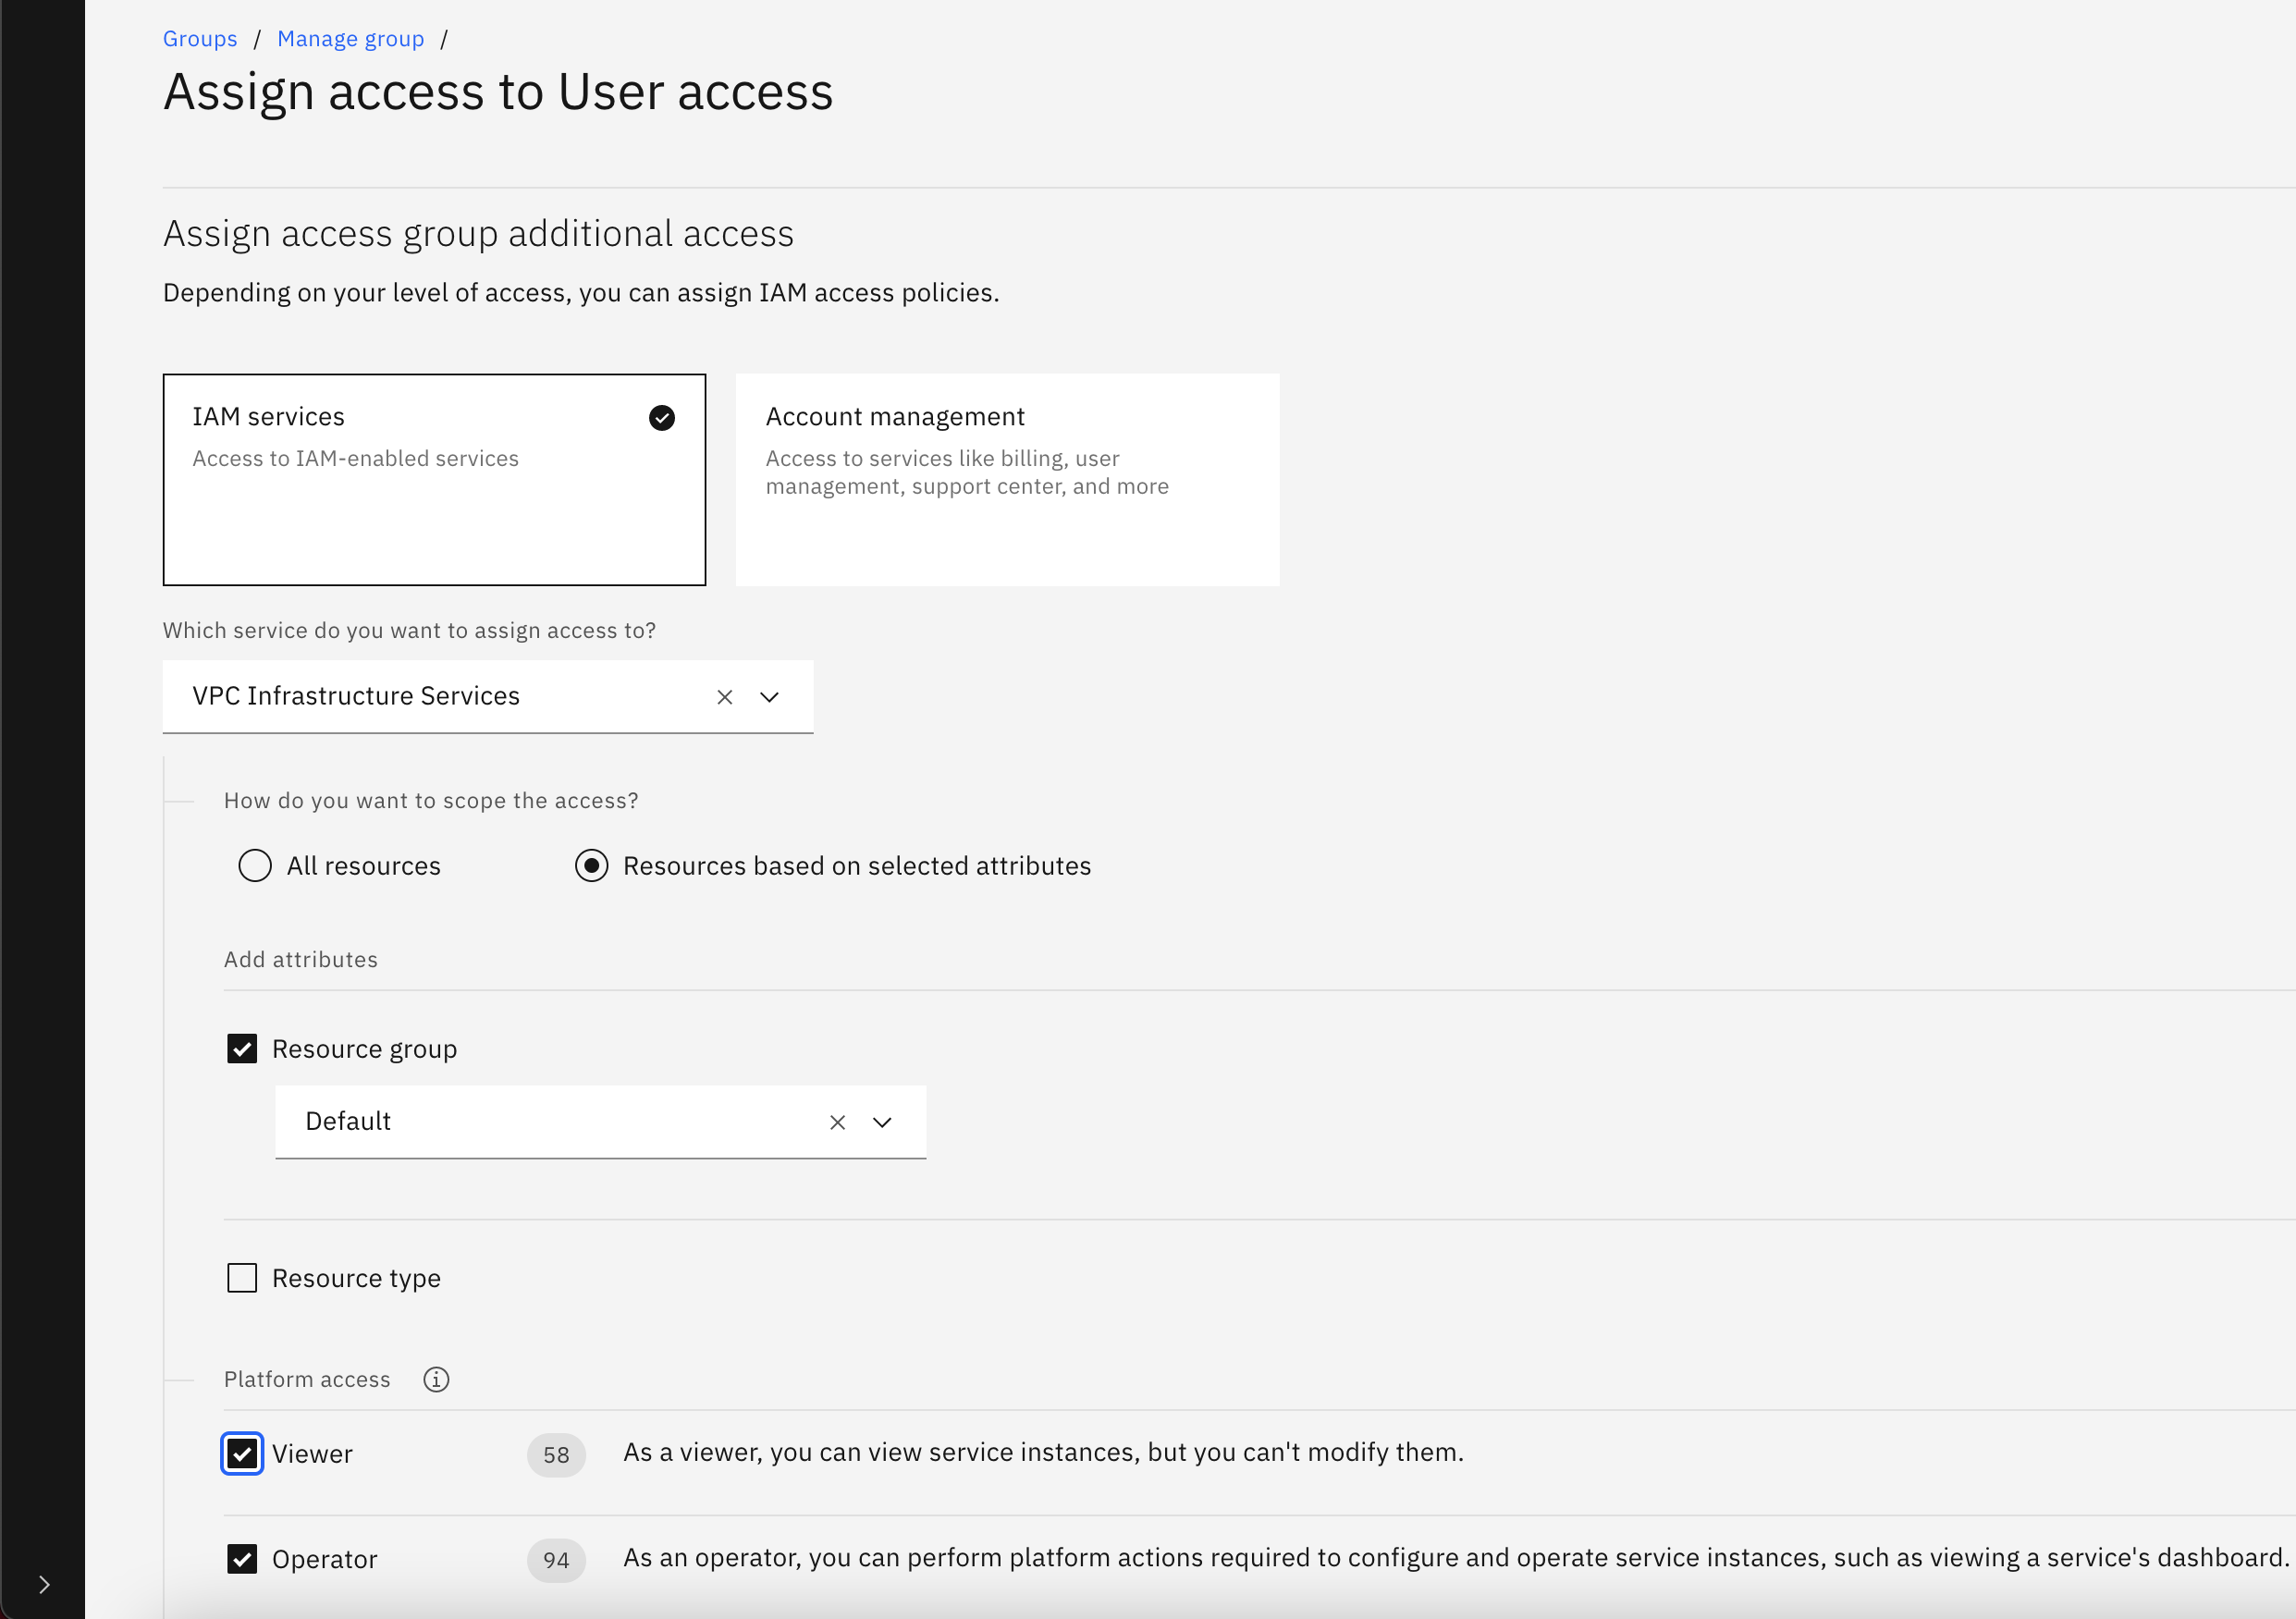 Groups / Manage group /
Assign access to User access
Assign access group additional access
Depending on your level of access, you can assign IAM access policies.
IAM services
Access to IAM-enabled services
Account management
Access to services like billing, user
management, support center, and more
Which service do you want to assign access to?
VPC Infrastructure Services
How do you want to scope the access?
All resources
Resources based on selected attributes
Add attributes
Resource group
Default
Resource type
Platform access
Viewer 58 As a viewer, you can view service instances, but you can't modify them.
Operator 94 As an operator, you can perform platform actions required to configure and operate service instances, such as viewing a service's dashboard.